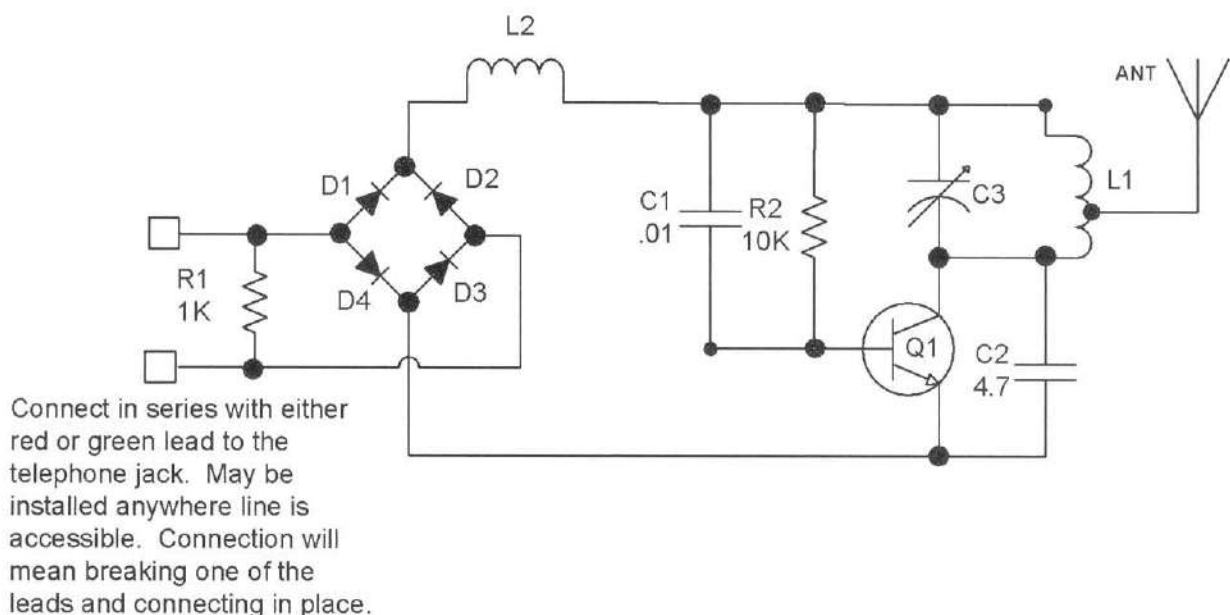 L2
ANT
D1
D2
C1
.01
R2
10K
C3
L1
R1
1K
D4
D3
Q1
C2
4.7
Connect in series with either
red or green lead to the
telephone jack. May be
installed anywhere line is
accessible. Connection will
mean breaking one of the
leads and connecting in place.